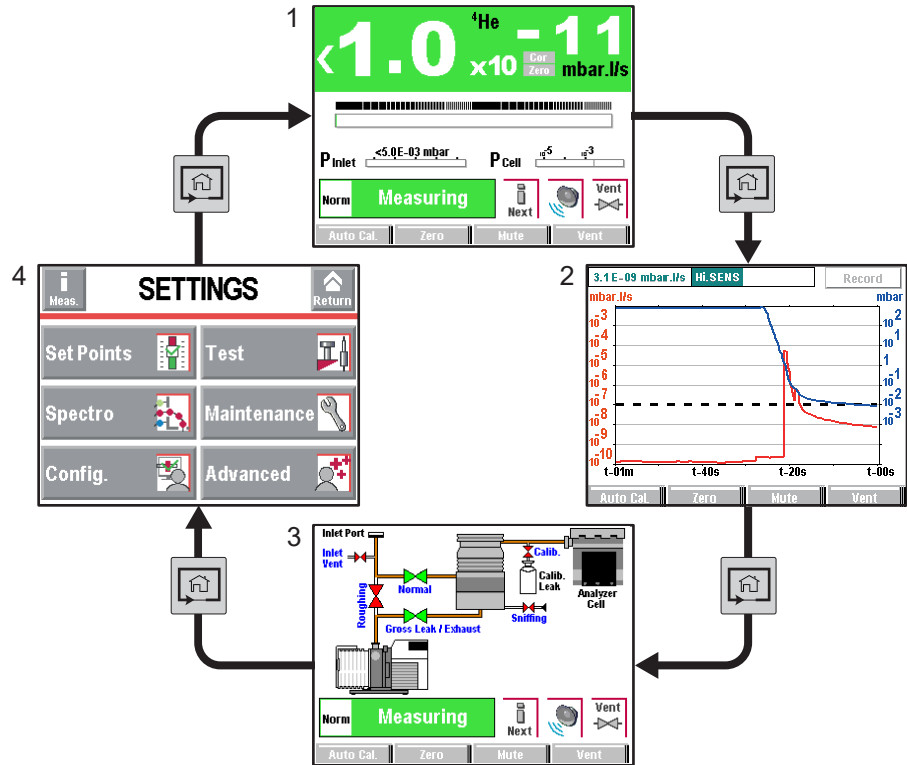 1
‹1.0 x10 -11
⁴He
Cor
Zero
mbar.l/s
P Inlet <5.0E-03 mbar
P Cell 10⁻⁵ 10⁻³
Norm Measuring
Next
Vent
Auto Cal. Zero Mute Vent
2
3.1 E-09 mbar.l/s Hi.SENS Record
mbar.l/s mbar
10⁻³ 10²
10⁻⁴ 10¹
10⁻⁵ 1
10⁻⁶ 10⁻¹
10⁻⁷ 10⁻²
10⁻⁸ 10⁻³
10⁻⁹
10⁻¹⁰
t-01m t-40s t-20s t-00s
Auto Cal. Zero Mute Vent
3
Inlet Port
Inlet
Vent
Normal
Roughing
Gross Leak / Exhaust
Calib.
Calib.
Leak
Analyzer
Cell
Sniffing
Norm Measuring
Next
Vent
Auto Cal. Zero Mute Vent
4
Meas.
SETTINGS
Return
Set Points Test
Spectro Maintenance
Config. Advanced